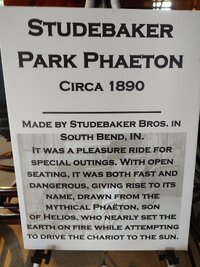 STUDEBAKER
PARK PHAETON
CIRCA 1890
MADE BY STUDEBAKER BROS. IN
SOUTH BEND, IN.
IT WAS A PLEASURE RIDE FOR
SPECIAL OUTINGS. WITH OPEN
SEATING, IT WAS BOTH FAST AND
DANGEROUS, GIVING RISE TO ITS
NAME, DRAWN FROM THE
MYTHICAL PHAËTON, SON
OF HELIOS, WHO NEARLY SET THE
EARTH ON FIRE WHILE ATTEMPTING
TO DRIVE THE CHARIOT TO THE SUN.